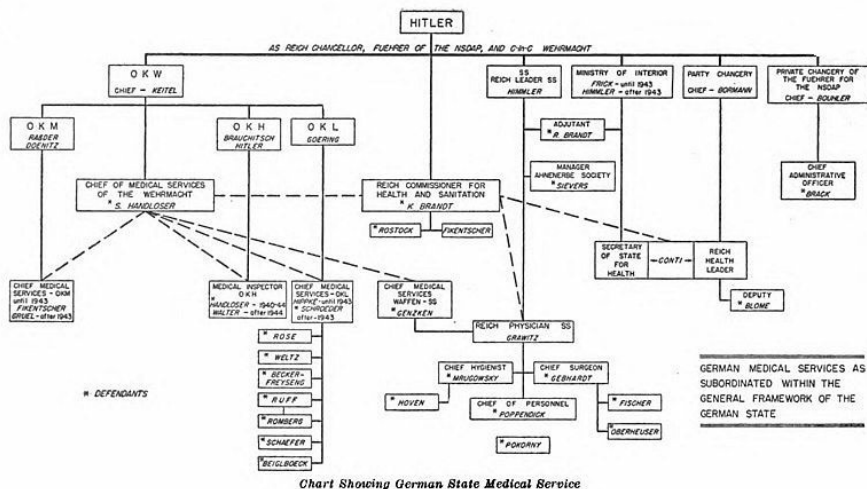 HITLER
AS REICH CHANCELLOR, FUEHRER OF THE NSDAP, AND C-in-C WEHRMACHT
OKW
CHIEF – KEITEL
SS
REICH LEADER SS
HIMMLER
MINISTRY OF INTERIOR
FRICK – until 1943
HIMMLER – after 1943
PARTY CHANCERY
CHIEF – BORMANN
PRIVATE CHANCERY OF
THE FUEHRER FOR
THE NSDAP
CHIEF – BOUHLER
OKM
RAEDER
DOENITZ
OKH
BRAUCHITSCH
HITLER
OKL
GOERING
ADJUTANT
* R. BRANDT
MANAGER
AHNENERBE SOCIETY
* SIEVERS
CHIEF
ADMINISTRATIVE
OFFICER
* BRACK
CHIEF OF MEDICAL SERVICES
OF THE WEHRMACHT
* S. HANDLOSER
REICH COMMISSIONER FOR
HEALTH AND SANITATION
* K. BRANDT
* ROSTOCK
FIKENTSCHER
SECRETARY
OF STATE
FOR
HEALTH
– CONTI –
REICH
HEALTH
LEADER
CHIEF MEDICAL
SERVICES – OKM
until 1943
FIKENTSCHER
GRUEL – after 1943
MEDICAL INSPECTOR
OKH
* HANDLOSER – 1940-44
WALTER – after 1944
CHIEF MEDICAL
SERVICES – OKL
HIPPKE – until 1943
* SCHROEDER
after – 1943
CHIEF MEDICAL
SERVICES
WAFFEN – SS
* GENZKEN
DEPUTY
* BLOME
REICH PHYSICIAN SS
GRAWITZ
* ROSE
* WELTZ
* BECKER-
FREYSENG
* RUFF
* ROMBERG
* SCHAEFER
* BEIGLBOECK
CHIEF HYGIENIST
* MRUGOWSKY
CHIEF SURGEON
* GEBHARDT
* HOVEN
CHIEF OF PERSONNEL
* POPPENDICK
* FISCHER
* OBERHEUSER
* POKORNY
* DEFENDANTS
GERMAN MEDICAL SERVICES AS
SUBORDINATED WITHIN THE
GENERAL FRAMEWORK OF THE
GERMAN STATE
Chart Showing German State Medical Service